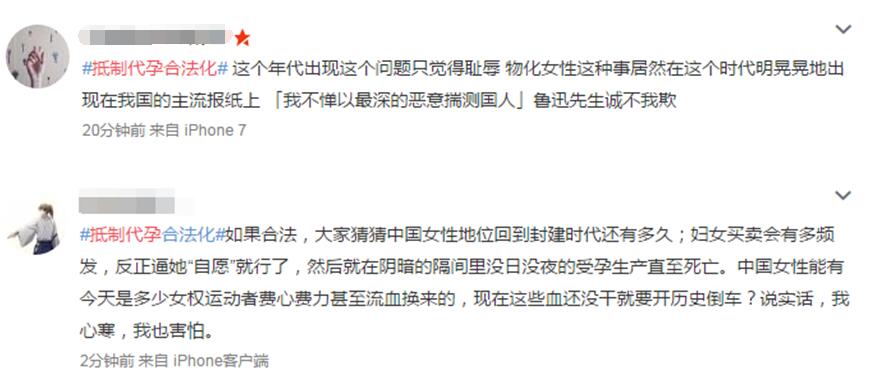 #抵制代孕合法化# 这个年代出现这个问题只觉得耻辱 物化女性这种事居然在这个时代明晃晃地出
现在我国的主流报纸上 「我不惮以最深的恶意揣测国人」鲁迅先生诚不我欺
20分钟前 来自 iPhone 7
#抵制代孕合法化#如果合法，大家猜猜中国女性地位回到封建时代还有多久；妇女买卖会有多频
发，反正逼她“自愿”就行了，然后就在阴暗的隔间里没日没夜的受孕生产直至死亡。中国女性能有
今天是多少女权运动者费心费力甚至流血换来的，现在这些血还没干就要开历史倒车？说实话，我
心寒，我也害怕。
2分钟前 来自 iPhone客户端